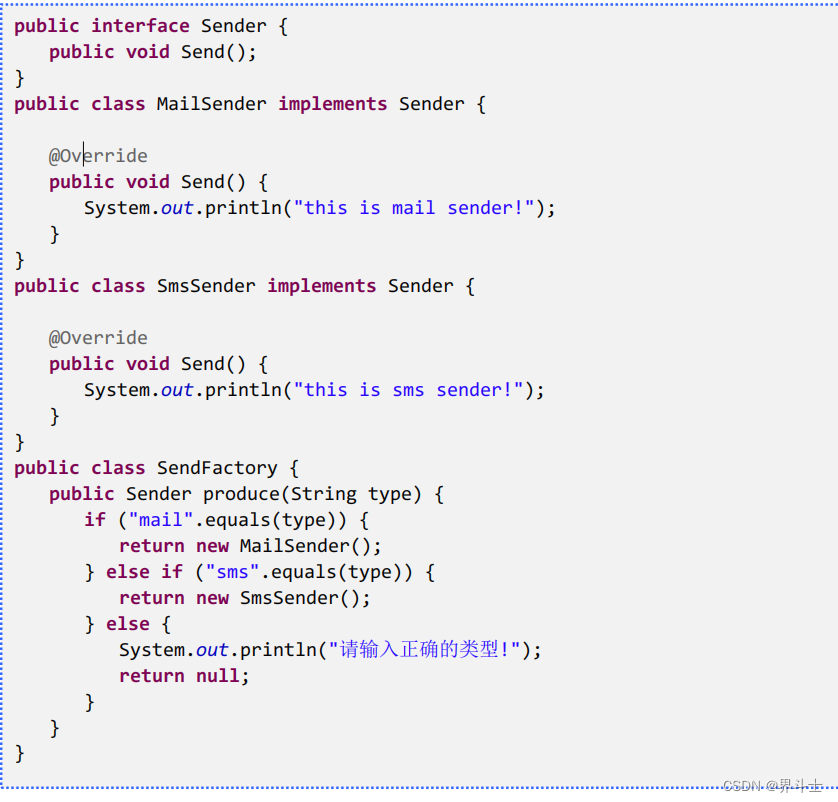 public interface Sender {
public void Send();
}
public class MailSender implements Sender {
@Override
public void Send() {
System.out.println("this is mail sender!");
}
}
public class SmsSender implements Sender {
@Override
public void Send() {
System.out.println("this is sms sender!");
}
}
public class SendFactory {
public Sender produce(String type) {
if ("mail".equals(type)) {
return new MailSender();
} else if ("sms".equals(type)) {
return new SmsSender();
} else {
System.out.println("请输入正确的类型!");
return null;
}
}
}
CSDN @界斗士